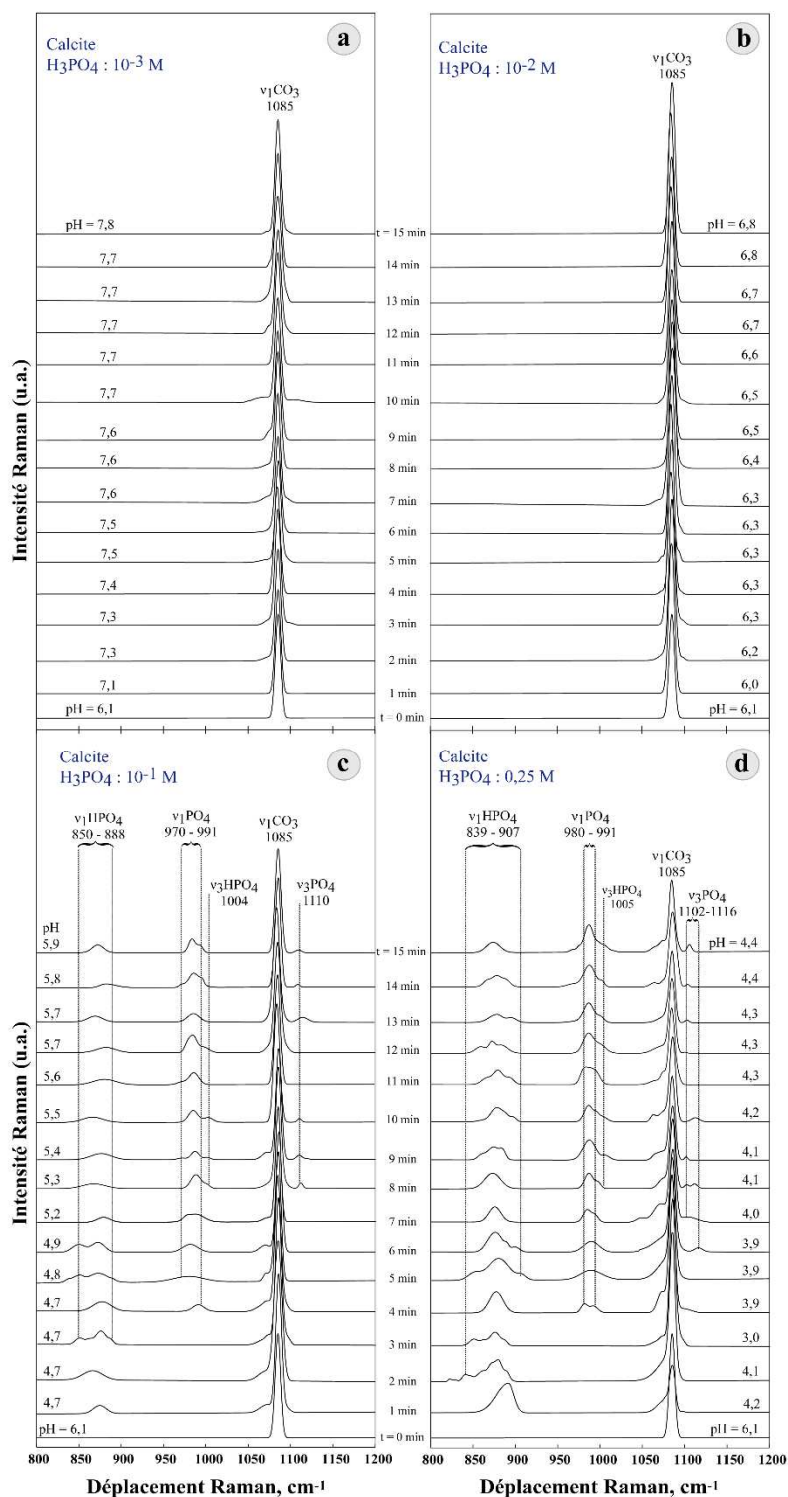 a
Calcite
H3PO4 : 10-3 M
ν1CO3
1085
pH = 7,8
7,7
7,7
7,7
7,7
7,7
7,6
7,6
7,6
7,5
7,5
7,4
7,3
7,3
7,1
pH = 6,1
t = 15 min
14 min
13 min
12 min
11 min
10 min
9 min
8 min
7 min
6 min
5 min
4 min
3 min
2 min
1 min
t = 0 min
b
Calcite
H3PO4 : 10-2 M
ν1CO3
1085
pH = 6,8
6,8
6,7
6,7
6,6
6,5
6,5
6,4
6,3
6,3
6,3
6,3
6,3
6,2
6,0
pH = 6,1
Intensité Raman (u.a.)
c
Calcite
H3PO4 : 10-1 M
ν1HPO4
850 - 888
ν1PO4
970 - 991
ν1CO3
1085
ν3HPO4
1004
ν3PO4
1110
pH
5,9
5,8
5,7
5,7
5,6
5,5
5,4
5,3
5,2
4,9
4,8
4,7
4,7
4,7
4,7
pH = 6,1
t = 15 min
14 min
13 min
12 min
11 min
10 min
9 min
8 min
7 min
6 min
5 min
4 min
3 min
2 min
1 min
t = 0 min
d
Calcite
H3PO4 : 0,25 M
ν1HPO4
839 - 907
ν1PO4
980 - 991
ν1CO3
1085
ν3HPO4
1005
ν3PO4
1102-1116
pH = 4,4
4,4
4,3
4,3
4,3
4,2
4,1
4,1
4,0
3,9
3,9
3,9
3,0
4,1
4,2
pH = 6,1
Intensité Raman (u.a.)
800 850 900 950 1000 1050 1100 1150 1200
800 850 900 950 1000 1050 1100 1150 1200
Déplacement Raman, cm-1
Déplacement Raman, cm-1